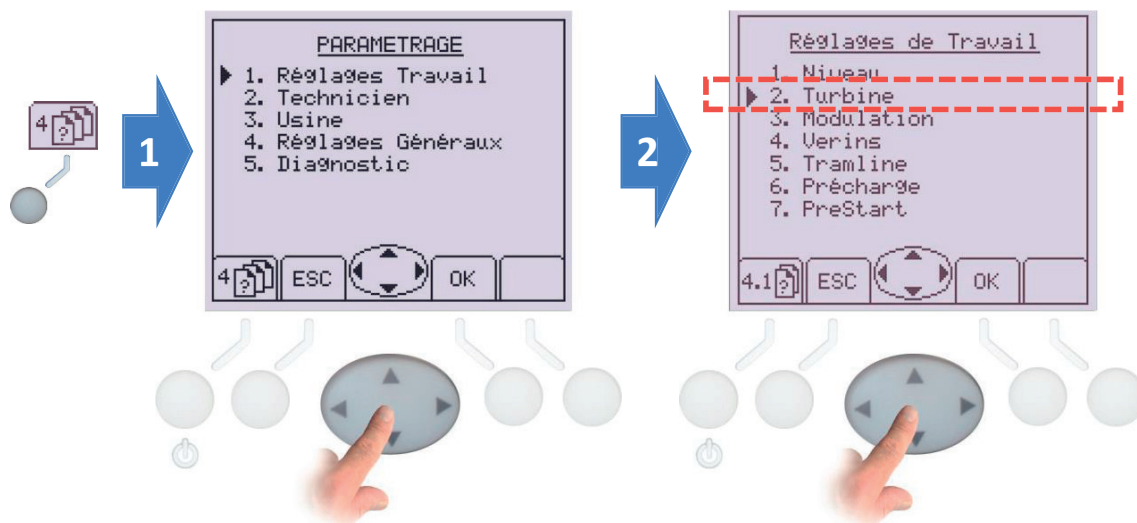 4 ?
1
PARAMETRAGE
1. Réglages Travail
2. Technicien
3. Usine
4. Réglages Généraux
5. Diagnostic
4 ? ESC OK
2
Réglages de Travail
1. Niveau
2. Turbine
3. Modulation
4. Verins
5. Tramline
6. Précharge
7. PreStart
4.1 ? ESC OK